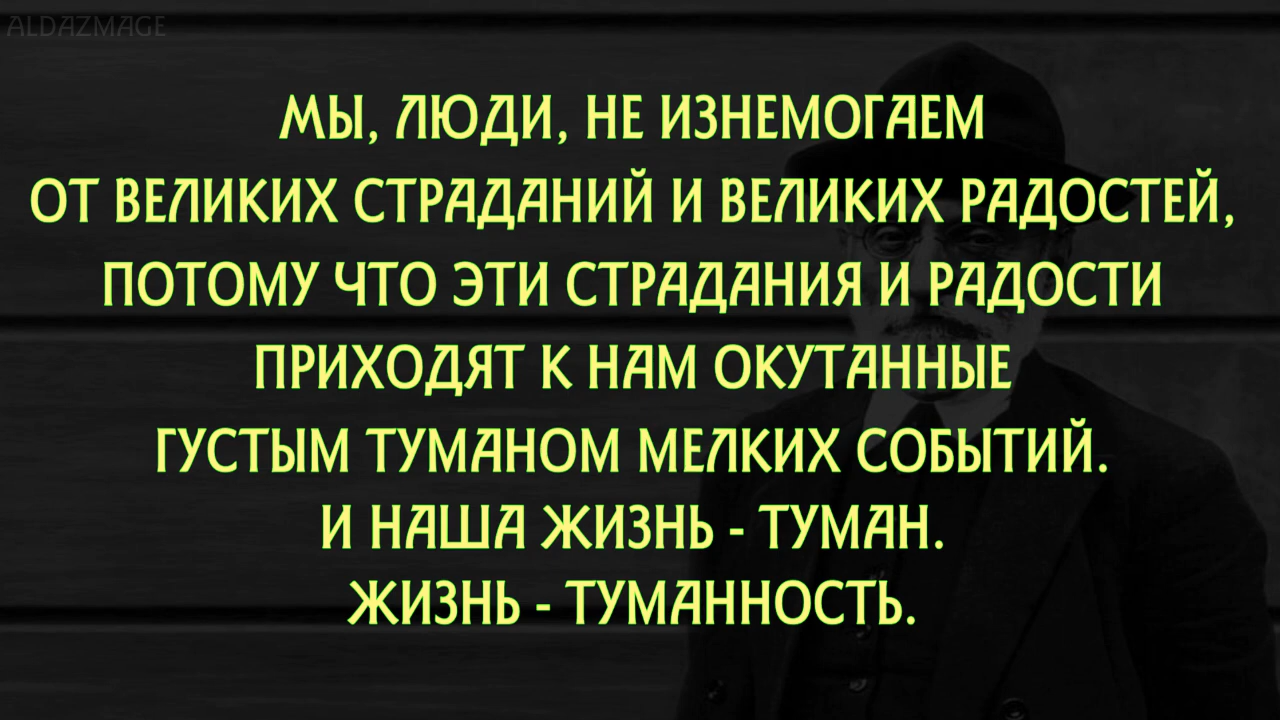 ALDAZMAGE
МЫ, ЛЮДИ, НЕ ИЗНЕМОГАЕМ
ОТ ВЕЛИКИХ СТРАДАНИЙ И ВЕЛИКИХ РАДОСТЕЙ,
ПОТОМУ ЧТО ЭТИ СТРАДАНИЯ И РАДОСТИ
ПРИХОДЯТ К НАМ ОКУТАННЫЕ
ГУСТЫМ ТУМАНОМ МЕЛКИХ СОБЫТИЙ.
И НАША ЖИЗНЬ - ТУМАН.
ЖИЗНЬ - ТУМАННОСТЬ.